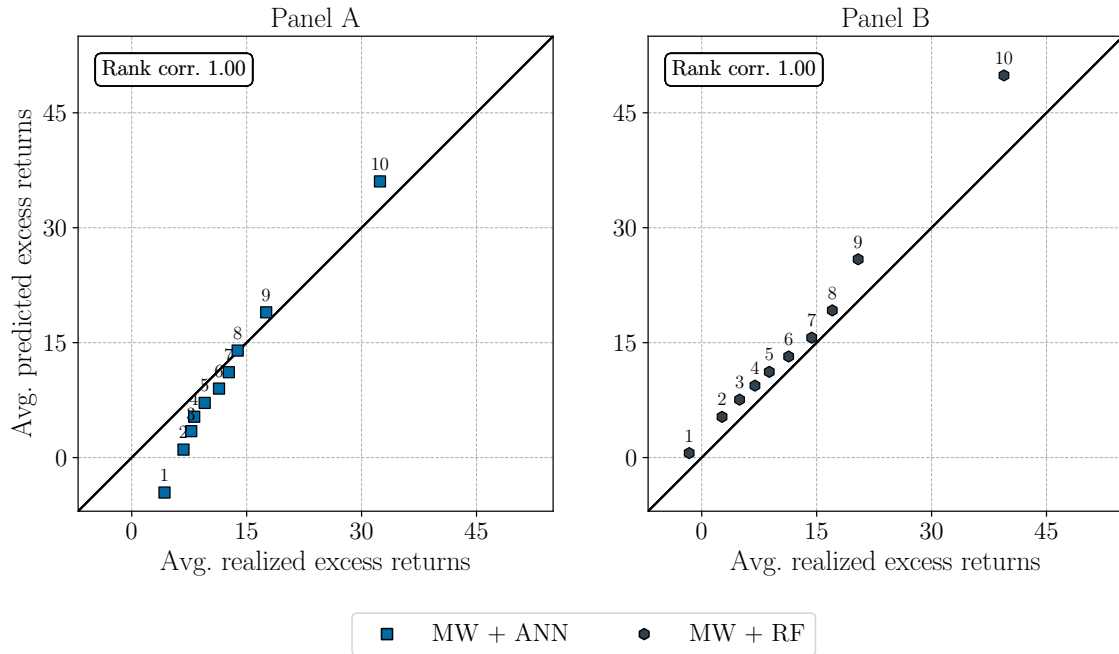 Panel A
Rank corr. 1.00
Avg. predicted excess returns
45
30
15
0
10
9
8
7
6
5
4
3
2
1
0 15 30 45
Avg. realized excess returns
Panel B
Rank corr. 1.00
45
30
15
0
10
9
8
7
6
5
4
3
2
1
0 15 30 45
Avg. realized excess returns
MW + ANN MW + RF